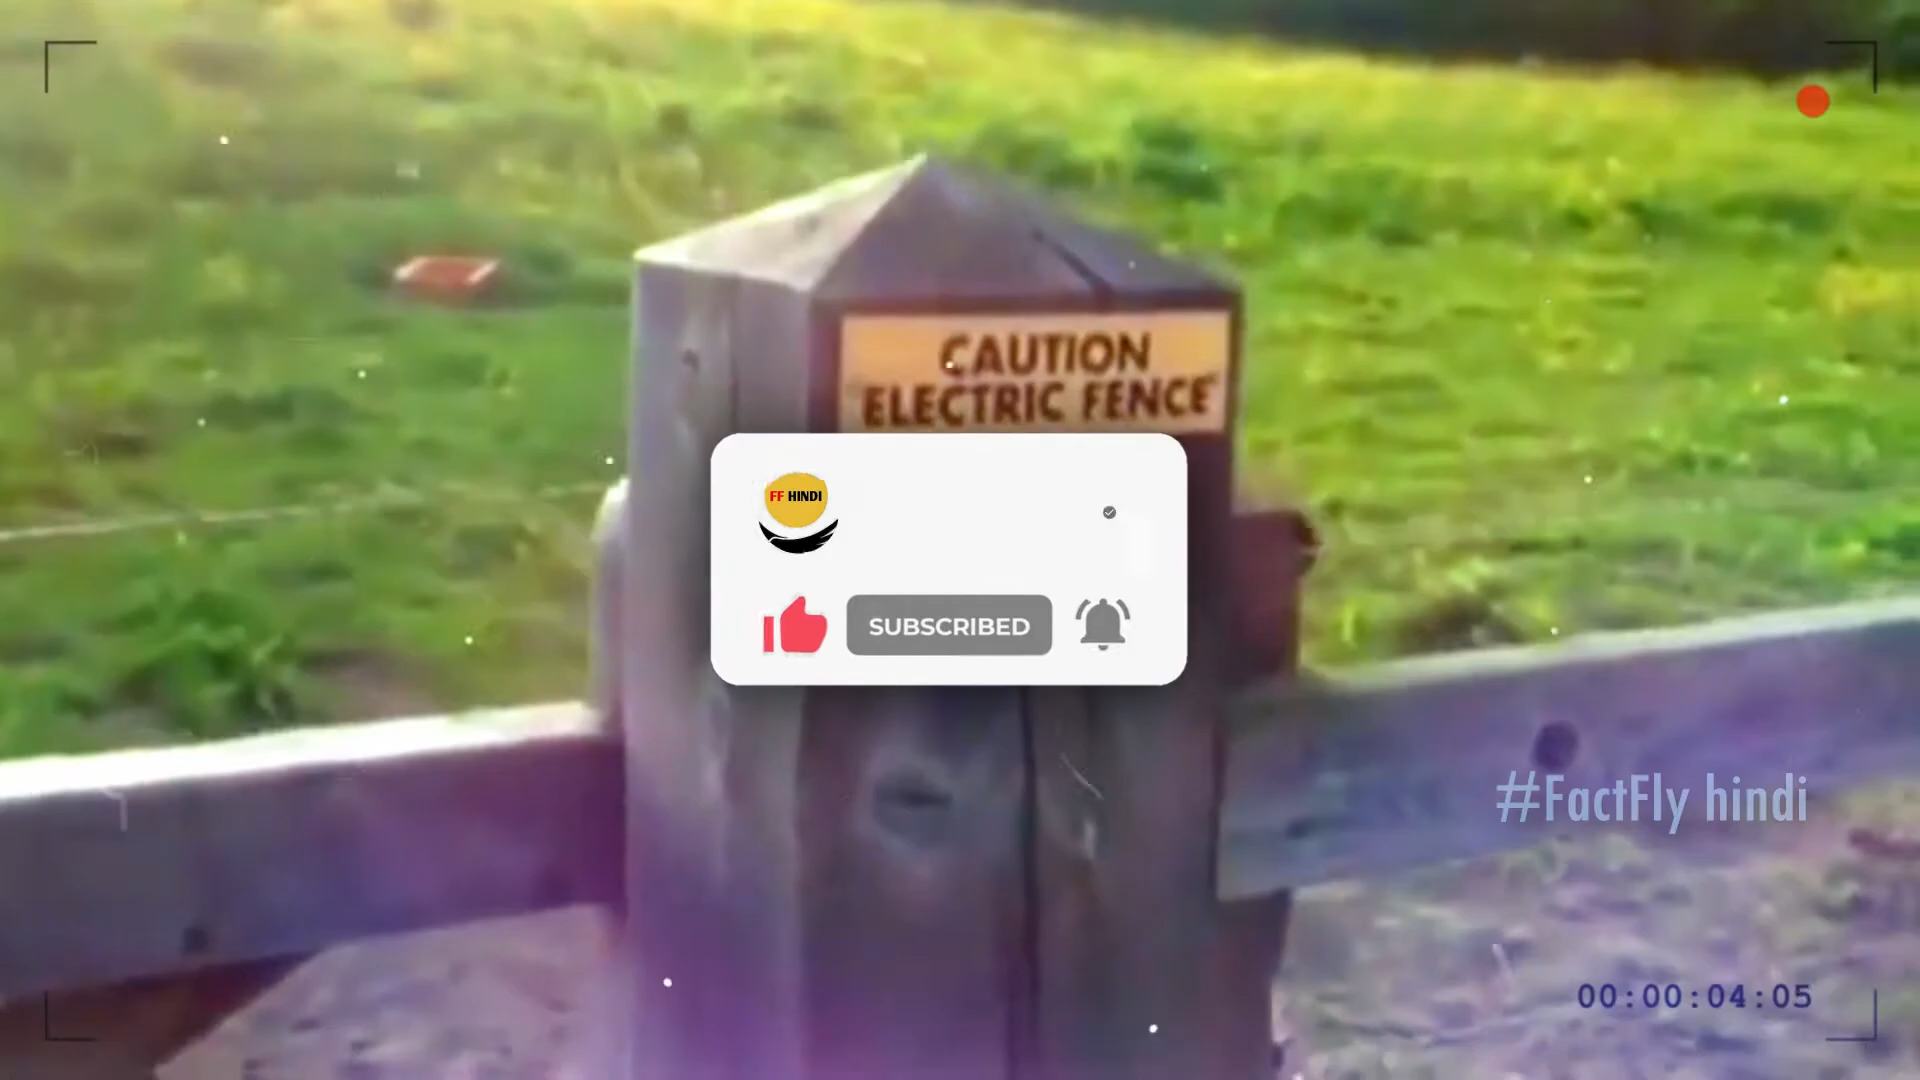 CAUTION
"ELECTRIC FENCE"
FF HINDI
SUBSCRIBED
#FactFly hindi
00:00:04:05